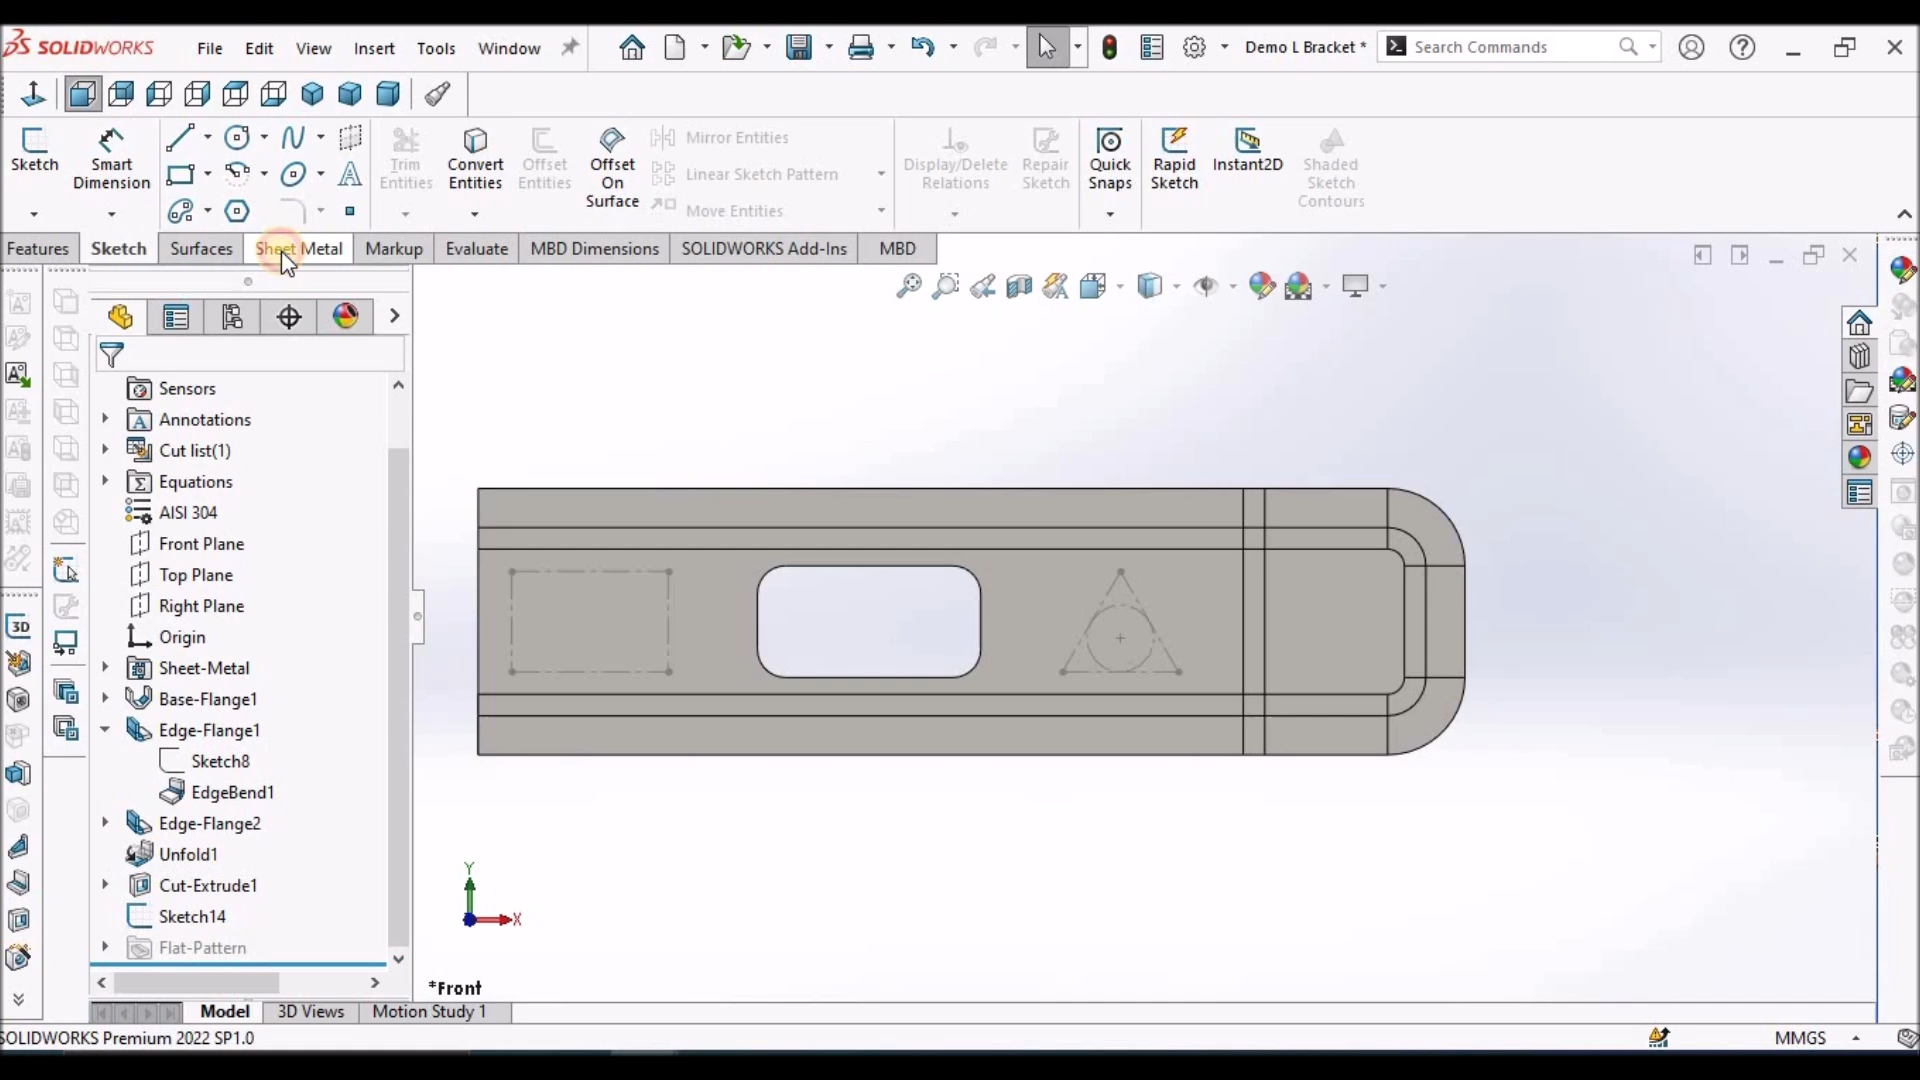 SOLIDWORKS File Edit View Insert Tools Window Demo L Bracket * Search Commands
Sketch
Smart Dimension
Trim Entities
Convert Entities
Offset Entities
Offset On Surface
Mirror Entities
Linear Sketch Pattern
Move Entities
Display/Delete Relations
Repair Sketch
Quick Snaps
Rapid Sketch
Instant2D
Shaded Sketch Contours
Features Sketch Surfaces Sheet Metal Markup Evaluate MBD Dimensions SOLIDWORKS Add-Ins MBD
Sensors
Annotations
Cut list(1)
Equations
AISI 304
Front Plane
Top Plane
Right Plane
Origin
Sheet-Metal
Base-Flange1
Edge-Flange1
Sketch8
EdgeBend1
Edge-Flange2
Unfold1
Cut-Extrude1
Sketch14
Flat-Pattern
3D
Y
X
*Front
Model 3D Views Motion Study 1
SOLIDWORKS Premium 2022 SP1.0 MMGS